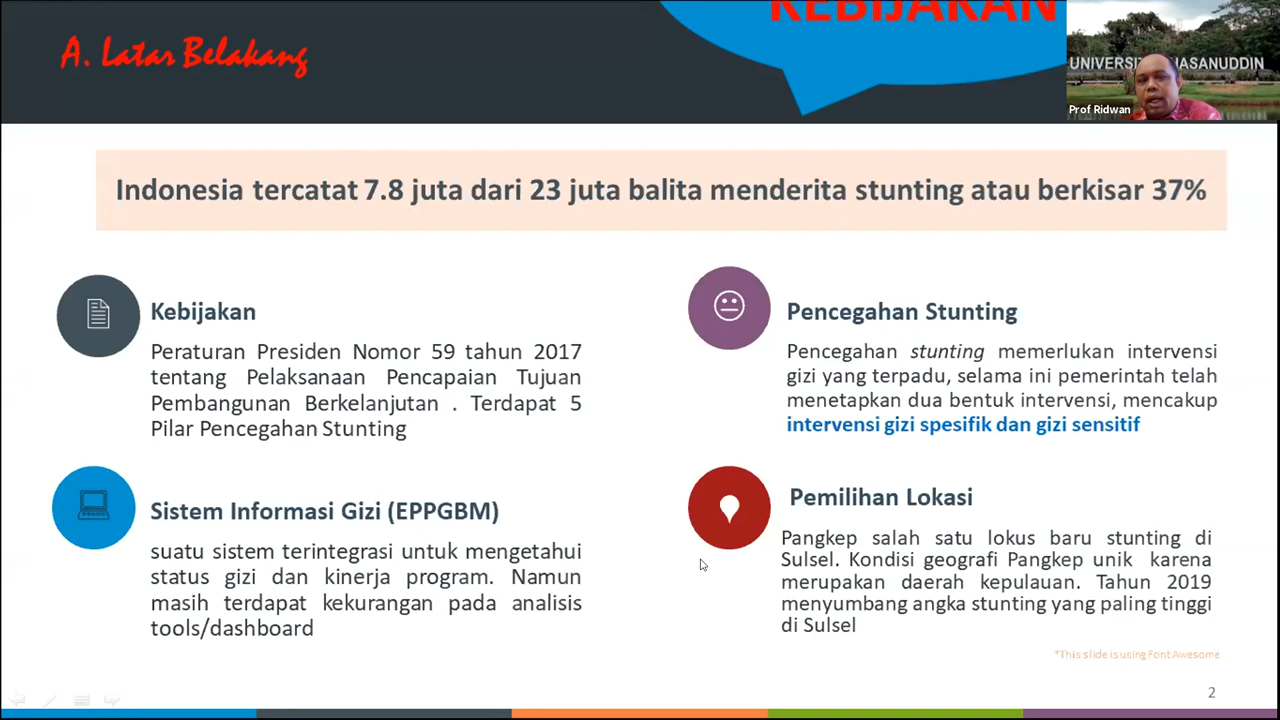 KEBIJAKAN
A. Latar Belakang
UNIVERSIT HASANUDDIN
Prof Ridwan
Indonesia tercatat 7.8 juta dari 23 juta balita menderita stunting atau berkisar 37%
Kebijakan
Peraturan Presiden Nomor 59 tahun 2017
tentang Pelaksanaan Pencapaian Tujuan
Pembangunan Berkelanjutan . Terdapat 5
Pilar Pencegahan Stunting
Pencegahan Stunting
Pencegahan stunting memerlukan intervensi
gizi yang terpadu, selama ini pemerintah telah
menetapkan dua bentuk intervensi, mencakup
intervensi gizi spesifik dan gizi sensitif
Sistem Informasi Gizi (EPPGBM)
suatu sistem terintegrasi untuk mengetahui
status gizi dan kinerja program. Namun
masih terdapat kekurangan pada analisis
tools/dashboard
Pemilihan Lokasi
Pangkep salah satu lokus baru stunting di
Sulsel. Kondisi geografi Pangkep unik karena
merupakan daerah kepulauan. Tahun 2019
menyumbang angka stunting yang paling tinggi
di Sulsel
*This slide is using Font Awesome
2